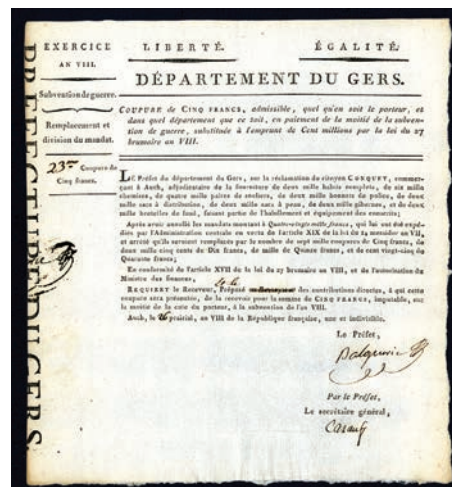 PRÉFECTURE DU GERS
EXERCICE
AN VIII.
Subvention de guerre.
Remplacement et
division du mandat.
23me Coupure de
Cinq francs.
LIBERTÉ. ÉGALITÉ.
DÉPARTEMENT DU GERS.
COUPURE de CINQ FRANCS, admissible, quel qu'en soit le porteur, et
dans quel département que ce soit, en paiement de la moitié de la subven-
tion de guerre, substituée à l'emprunt de Cent millions par la loi du 27
brumaire an VIII.
LE Préfet du département du Gers, sur la réclamation du citoyen CONQUET, commer-
çant à Auch, adjudicataire de la fourniture de deux mille habits complets, de six mille
chemises, de quatre mille paires de souliers, de deux mille bonnets de police, de deux
mille sacs à distribution, de deux mille sacs à peau, de deux mille gibernes, et de deux
mille bretelles de fusil, faisant partie de l'habillement et équipement des conscrits;
Après avoir annullé les mandats montant à Quatre-vingts mille francs, qui lui ont été expé-
diés par l'Administration centrale en vertu de l'article XIX de la loi du 14 messidor an VII,
et arrêté qu'ils seraient remplacés par le nombre de sept mille coupures de Cinq francs, de
deux mille cinq cents de Dix francs, de mille de Quinze francs, et de cent vingt-cinq de
Quarante francs;
En conformité de l'article XVII de la loi du 27 brumaire an VIII, et de l'autorisation du
Ministre des finances,
REQUIERT le Receveur, Préposé des contributions directes, à qui cette
coupure sera présentée, de la recevoir pour la somme de CINQ FRANCS, imputable, sur
la moitié de la cote du porteur, à la subvention de l'an VIII.
Auch, le 26 prairial, an VIII de la République française, une et indivisible.
Le Préfet,
Balguerie
Par le Préfet,
Le secrétaire général,